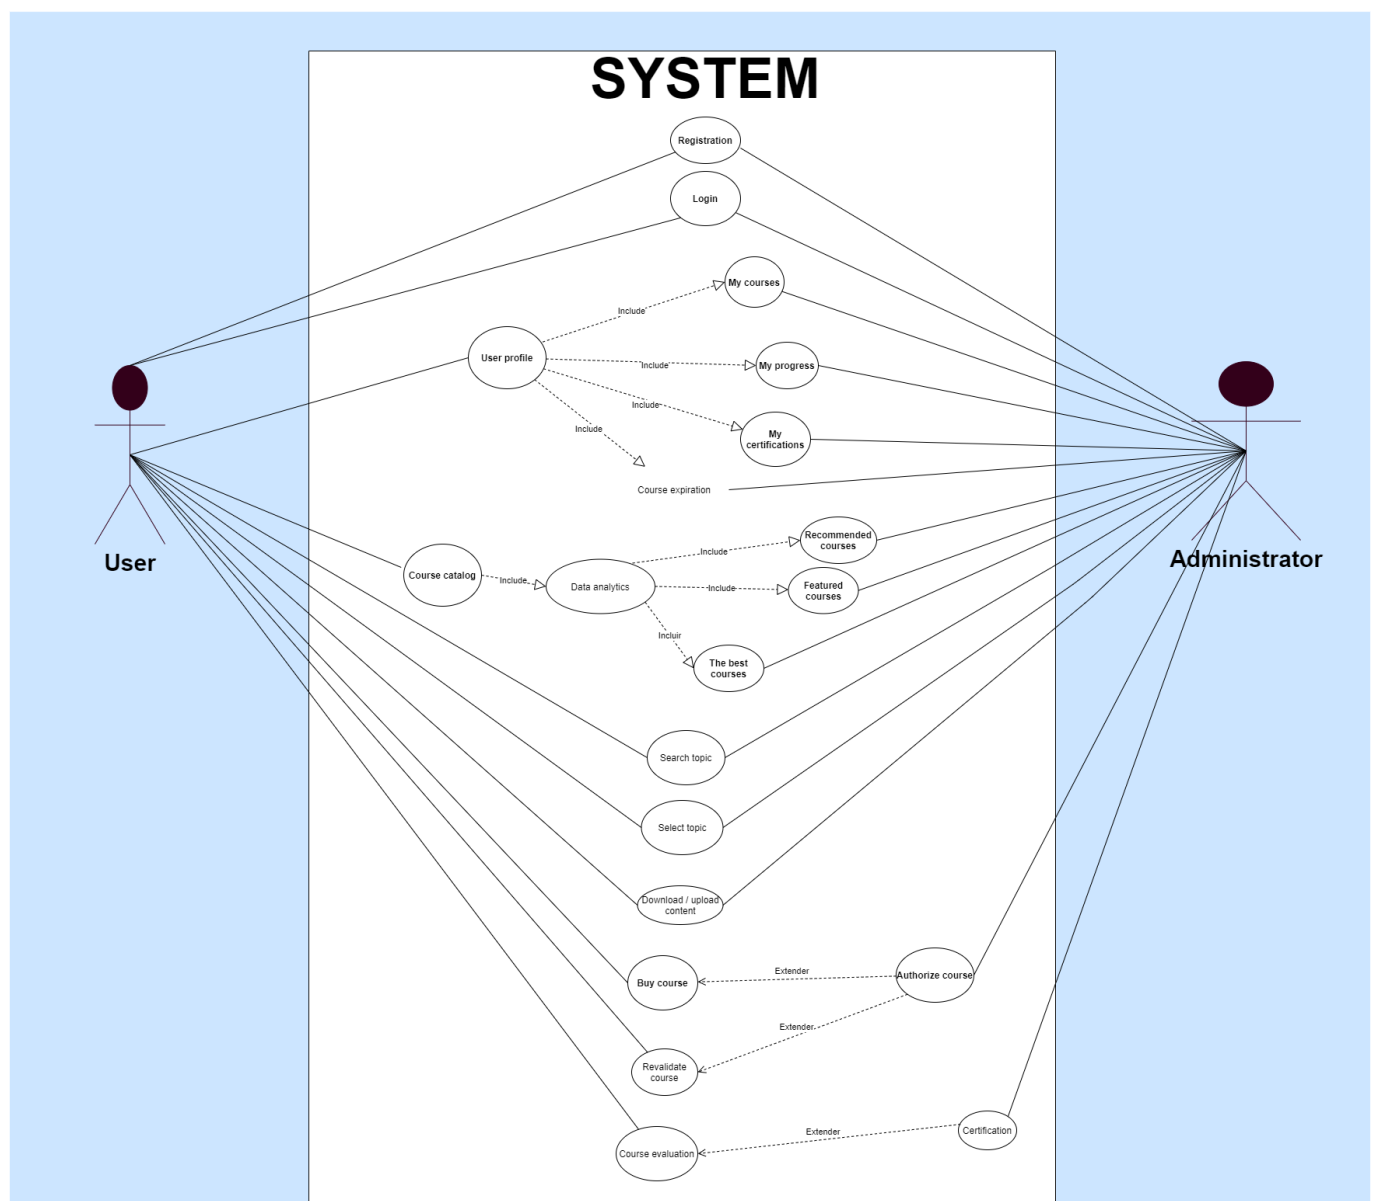 SYSTEM
Registration
Login
My courses
Include
User profile
Include
My progress
Include
My
certifications
Include
Course expiration
User
Administrator
Recommended
courses
Include
Course catalog
Include
Data analytics
Include
Featured
courses
Incluir
The best
courses
Search topic
Select topic
Download / upload
content
Buy course
Extender
Authorize course
Extender
Revalidate
course
Course evaluation
Extender
Certification